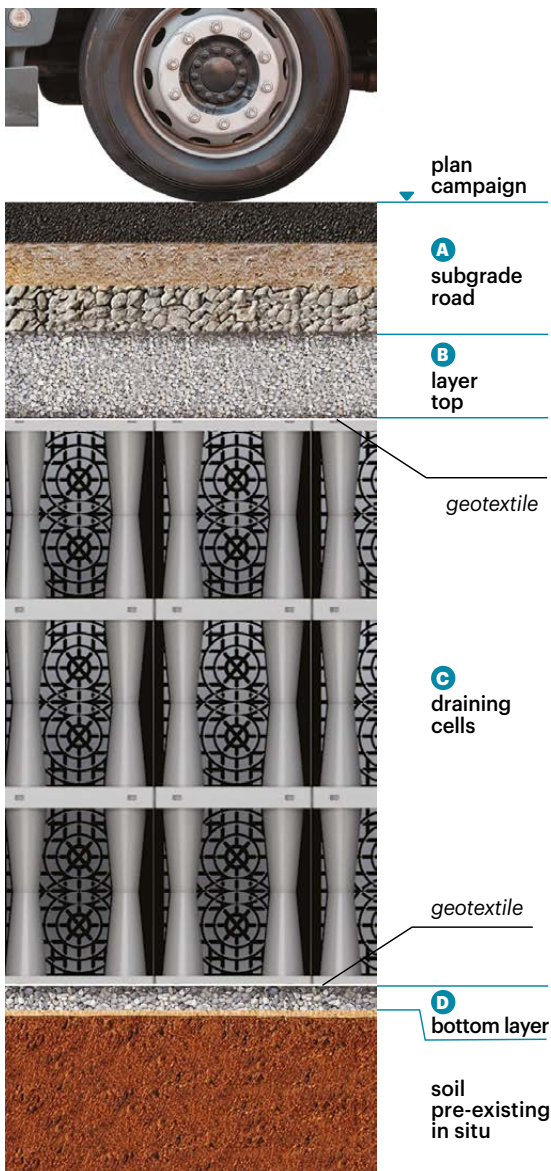 plan
campaign
A
subgrade
road
B
layer
top
geotextile
C
draining
cells
geotextile
D
bottom layer
soil
pre-existing
in situ